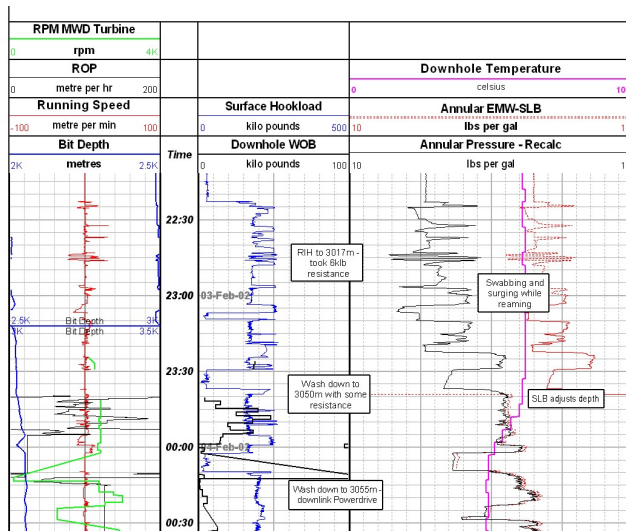 RPM MWD Turbine
0 rpm 4K
ROP
0 metre per hr 200
Running Speed
-100 metre per min 100
Bit Depth
2K metres 2.5K
Time
Surface Hookload
0 kilo pounds 500
Downhole WOB
0 kilo pounds 100
Downhole Temperature
0 celsius 10
Annular EMW-SLB
10 lbs per gal 1
Annular Pressure - Recalc
10 lbs per gal 1
22:30
RIH to 3017m -
took 6klb
resistance
Swabbing and
surging while
reaming
23:00
03-Feb-02
2.5K Bit Depth 3K
Bit Depth 3.5K
23:30
Wash down to
3050m with some
resistance
SLB adjusts depth
00:00
04-Feb-02
Wash down to 3055m -
downlink Powerdrive
00:30